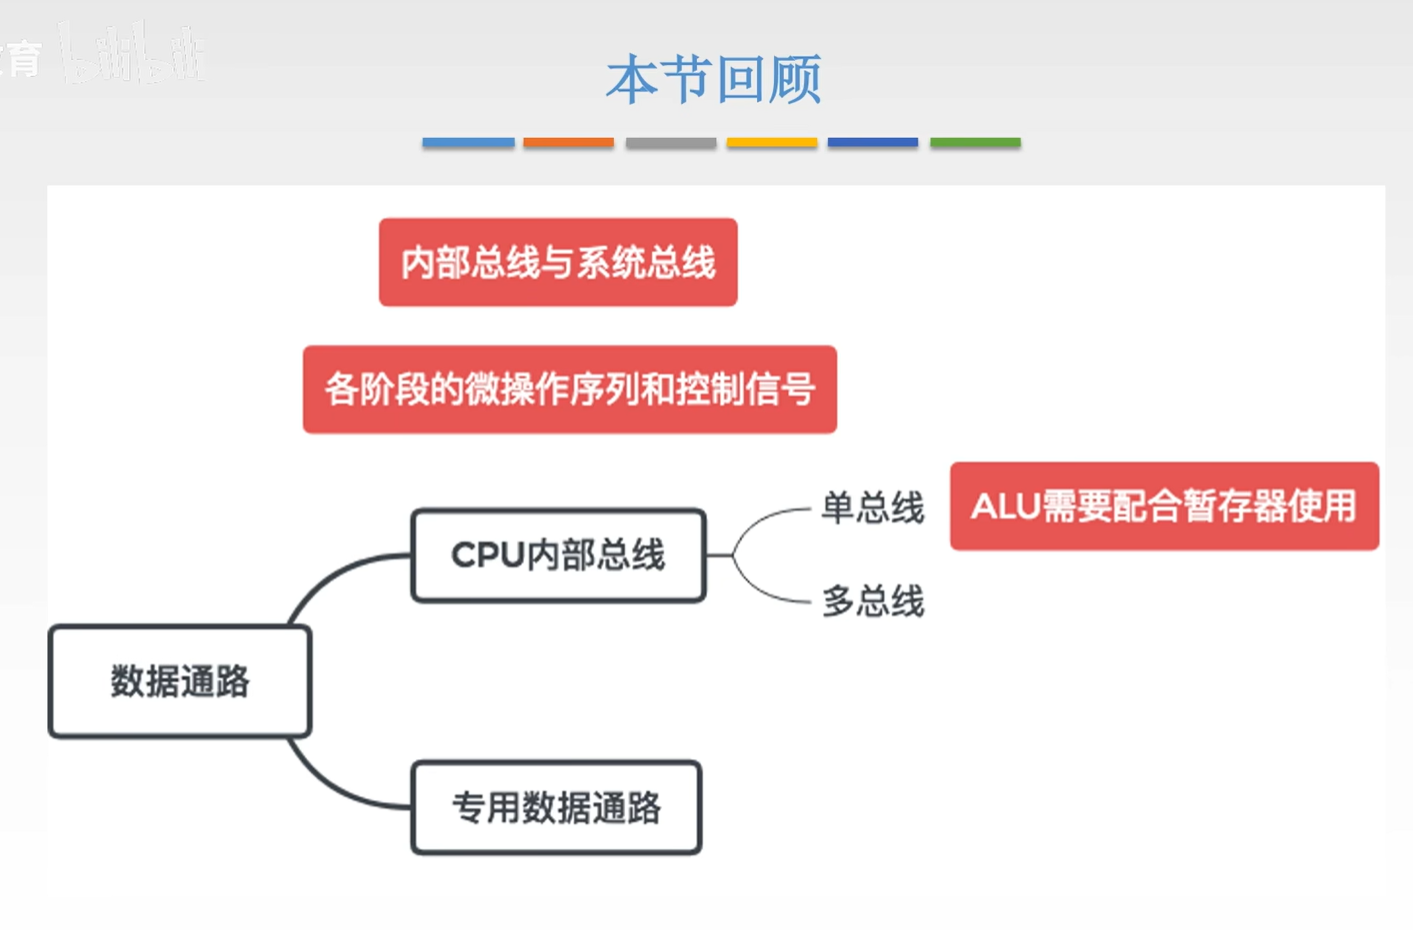 育 bilibili
本节回顾
内部总线与系统总线
各阶段的微操作序列和控制信号
单总线
ALU需要配合暂存器使用
CPU内部总线
多总线
数据通路
专用数据通路